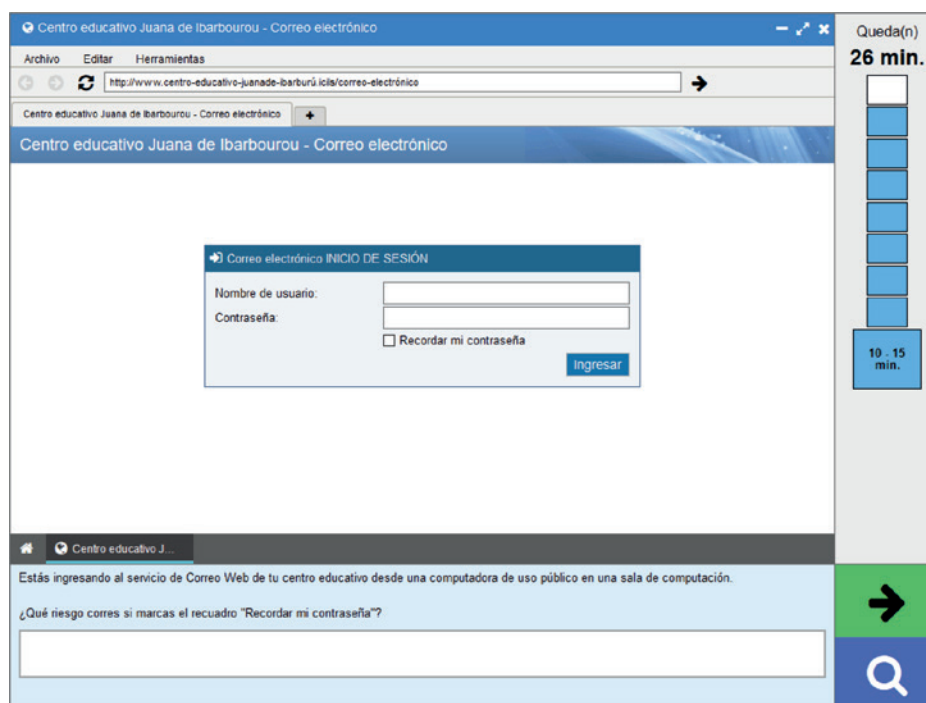 Centro educativo Juana de Ibarbourou - Correo electrónico
Queda(n)
26 min.
Archivo Editar Herramientas
http://www.centro-educativo-juanade-ibarburú.icils/correo-electrónico
Centro educativo Juana de Ibarbourou - Correo electrónico
Centro educativo Juana de Ibarbourou - Correo electrónico
Correo electrónico INICIO DE SESIÓN
Nombre de usuario:
Contraseña:
Recordar mi contraseña
Ingresar
10 - 15
min.
Centro educativo J...
Estás ingresando al servicio de Correo Web de tu centro educativo desde una computadora de uso público en una sala de computación.
¿Qué riesgo corres si marcas el recuadro "Recordar mi contraseña"?